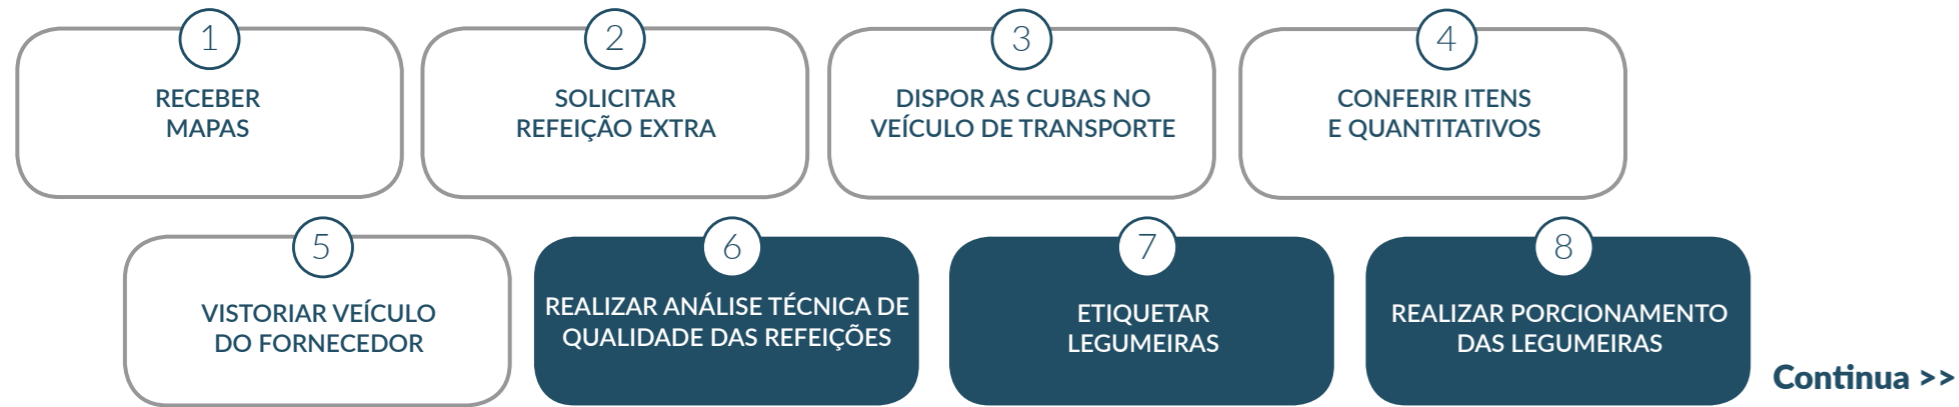 1
RECEBER
MAPAS
2
SOLICITAR
REFEIÇÃO EXTRA
3
DISPOR AS CUBAS NO
VEÍCULO DE TRANSPORTE
4
CONFERIR ITENS
E QUANTITATIVOS
5
VISTORIAR VEÍCULO
DO FORNECEDOR
6
REALIZAR ANÁLISE TÉCNICA DE
QUALIDADE DAS REFEIÇÕES
7
ETIQUETAR
LEGUMEIRAS
8
REALIZAR PORCIONAMENTO
DAS LEGUMEIRAS
Continua >>